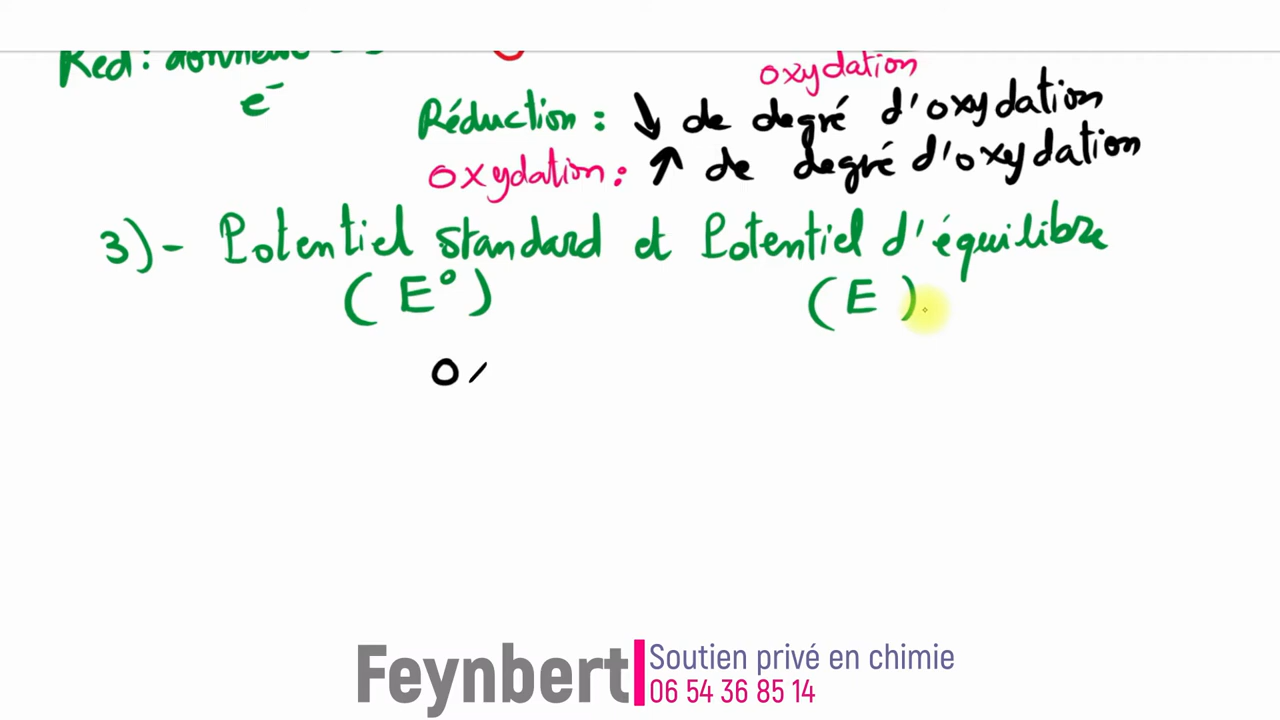 Red : donneur
e⁻
oxydation
Réduction : ↓ de degré d'oxydation
oxydation : ↑ de degré d'oxydation
3)- Potentiel standard et Potentiel d'équilibre
(E°) (E)
Feynbert
Soutien privé en chimie
06 54 36 85 14